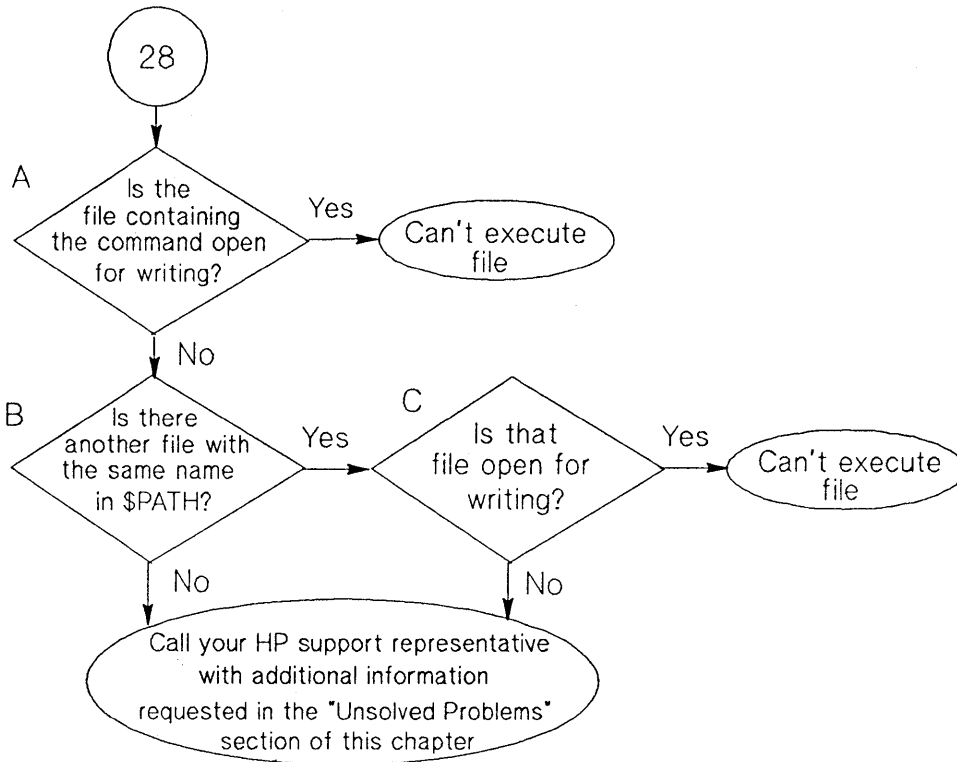 28
A
Is the
file containing
the command open
for writing?
Yes
Can't execute
file
No
B
Is there
another file with
the same name
in $PATH?
Yes
C
Is that
file open for
writing?
Yes
Can't execute
file
No
No
Call your HP support representative
with additional information
requested in the "Unsolved Problems"
section of this chapter